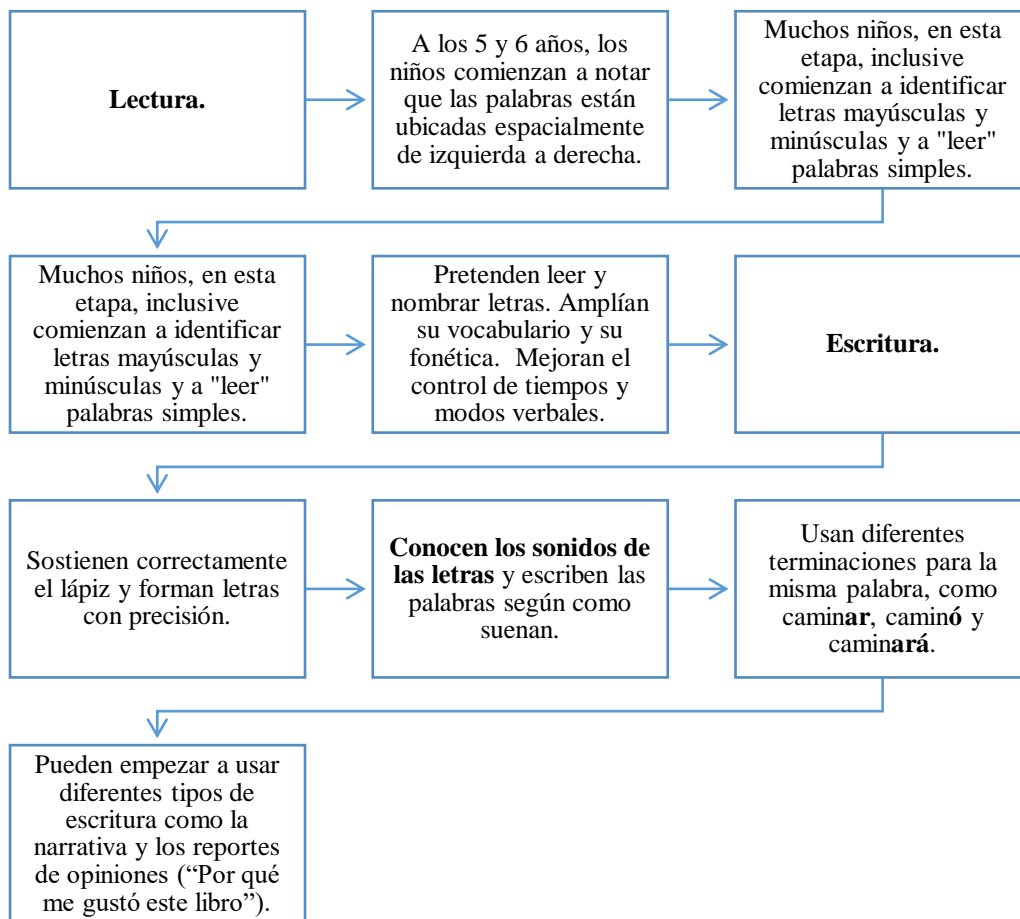 Lectura.
A los 5 y 6 años, los
niños comienzan a notar
que las palabras están
ubicadas espacialmente
de izquierda a derecha.
Muchos niños, en esta
etapa, inclusive
comienzan a identificar
letras mayúsculas y
minúsculas y a "leer"
palabras simples.
Muchos niños, en esta
etapa, inclusive
comienzan a identificar
letras mayúsculas y
minúsculas y a "leer"
palabras simples.
Pretenden leer y
nombrar letras. Amplían
su vocabulario y su
fonética.  Mejoran el
control de tiempos y
modos verbales.
Escritura.
Sostienen correctamente
el lápiz y forman letras
con precisión.
Conocen los sonidos de
las letras y escriben las
palabras según como
suenan.
Usan diferentes
terminaciones para la
misma palabra, como
caminar, caminó y
caminará.
Pueden empezar a usar
diferentes tipos de
escritura como la
narrativa y los reportes
de opiniones (“Por qué
me gustó este libro”).